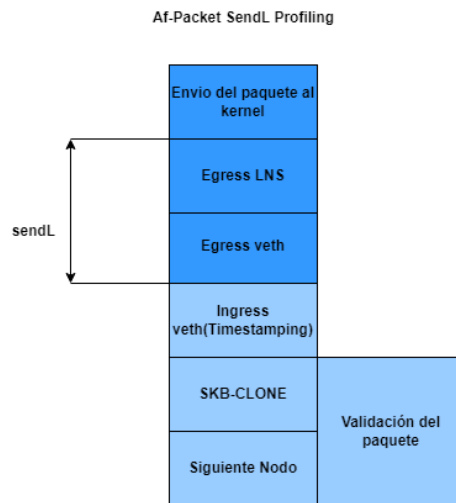 Af-Packet SendL Profiling
Envio del paquete al
kernel
Egress LNS
sendL
Egress veth
Ingress
veth(Timestamping)
SKB-CLONE
Validación del
paquete
Siguiente Nodo